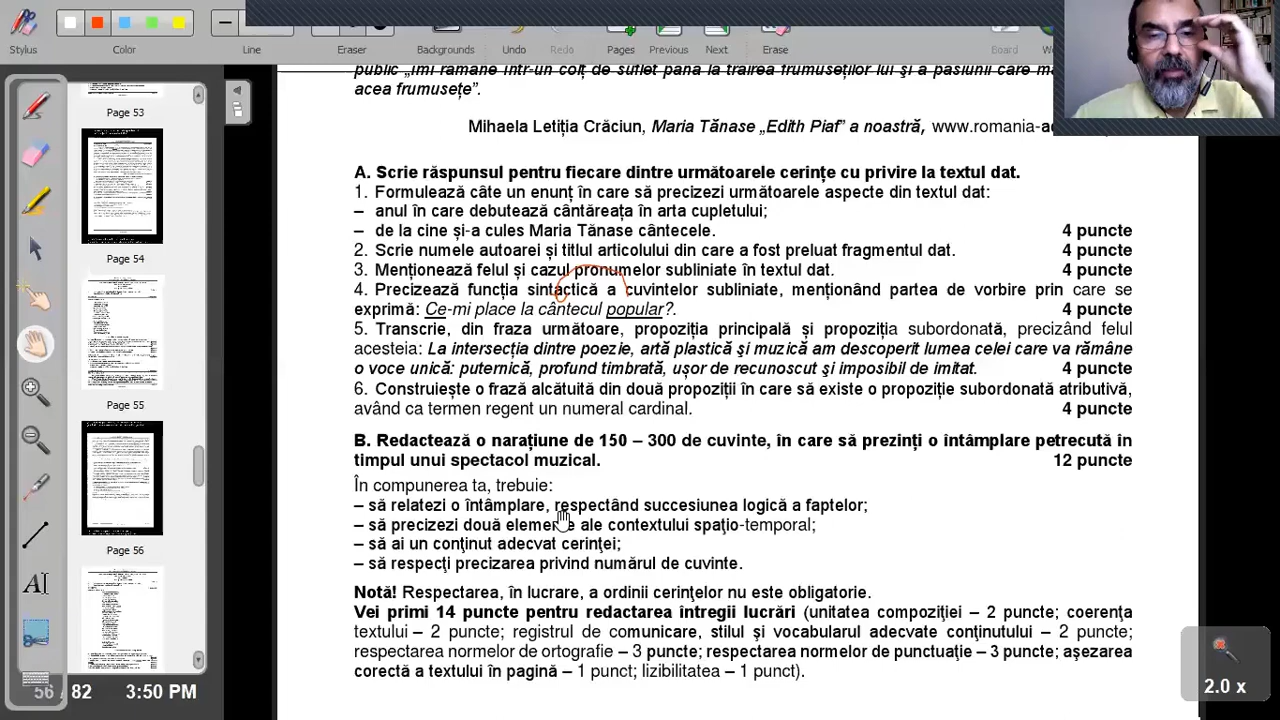 Stylus
Color
Line
Eraser
Backgrounds
Undo
Redo
Pages
Previous
Next
Erase
Board
public „îmi rămâne într-un colț de suflet până la trăirea frumuseților lui şi a pasiunii care
acea frumusețe”.
Mihaela Letiția Crăciun, Maria Tănase „Edith Piaf” a noastră, www.romania-
A. Scrie răspunsul pentru fiecare dintre următoarele cerințe cu privire la textul dat.
1. Formulează câte un enunț în care să precizezi următoarele aspecte din textul dat:
– anul în care debutează cântăreața în arta cupletului;
– de la cine și-a cules Maria Tănase cântecele. 4 puncte
2. Scrie numele autoarei și titlul articolului din care a fost preluat fragmentul dat. 4 puncte
3. Menționează felul și cazul pronumelor subliniate în textul dat. 4 puncte
4. Precizează funcția sintactică a cuvintelor subliniate, menționând partea de vorbire prin care se
exprimă: Ce-mi place la cântecul popular?. 4 puncte
5. Transcrie, din fraza următoare, propoziția principală și propoziția subordonată, precizând felul
acesteia: La intersecția dintre poezie, artă plastică şi muzică au descoperit lumea celei care va rămâne
o voce unică: puternică, profund timbrată, ușor de recunoscut şi imposibil de imitat. 4 puncte
6. Construiește o frază alcătuită din două propoziții în care să existe o propoziție subordonată atributivă,
având ca termen regent un numeral cardinal. 4 puncte
B. Redactează o narațiune de 150 – 300 de cuvinte, în care să prezinți o întâmplare petrecută în
timpul unui spectacol muzical. 12 puncte
În compunerea ta, trebuie:
– să relatezi o întâmplare, respectând succesiunea logică a faptelor;
– să precizezi două elemente ale contextului spațio-temporal;
– să ai un conţinut adecvat cerinţei;
– să respecţi precizarea privind numărul de cuvinte.
Notă! Respectarea, în lucrare, a ordinii cerinţelor nu este obligatorie.
Vei primi 14 puncte pentru redactarea întregii lucrări (unitatea compoziţiei – 2 puncte; coerența
textului – 2 puncte; registrul de comunicare, stilul şi vocabularul adecvate conţinutului – 2 puncte;
respectarea normelor de ortografie – 3 puncte; respectarea normelor de punctuaţie – 3 puncte; aşezarea
corectă a textului în pagină – 1 punct; lizibilitatea – 1 punct).
Page 53
Page 54
Page 55
Page 56
56 / 82 3:50 PM
2.0 x